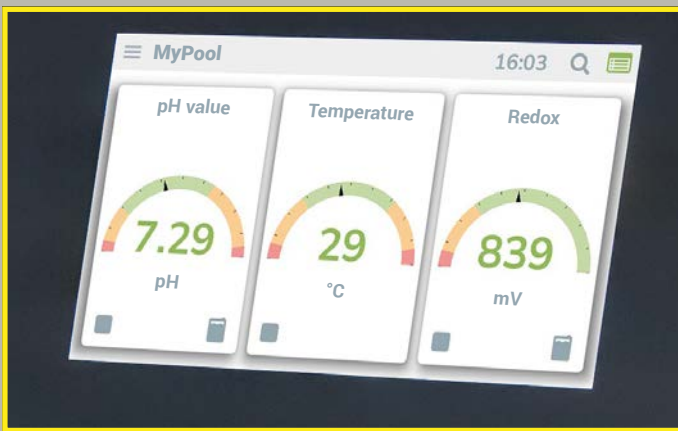 MyPool
16:03
pH value
7.29
pH
Temperature
29
°C
Redox
839
mV